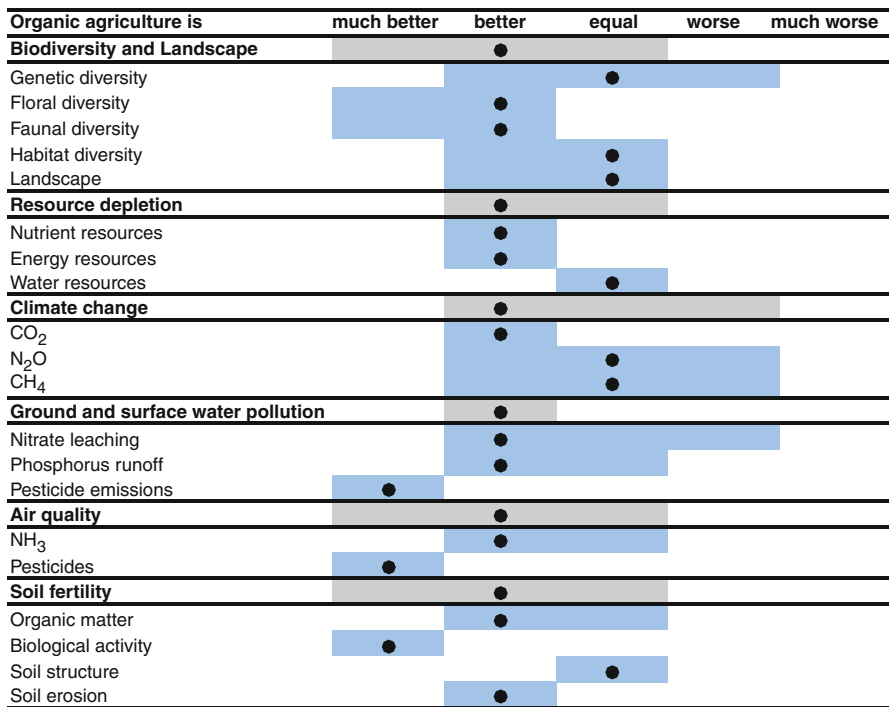 Organic agriculture is much better better equal worse much worse
Biodiversity and Landscape
Genetic diversity
Floral diversity
Faunal diversity
Habitat diversity
Landscape
Resource depletion
Nutrient resources
Energy resources
Water resources
Climate change
CO₂
N₂O
CH₄
Ground and surface water pollution
Nitrate leaching
Phosphorus runoff
Pesticide emissions
Air quality
NH₃
Pesticides
Soil fertility
Organic matter
Biological activity
Soil structure
Soil erosion